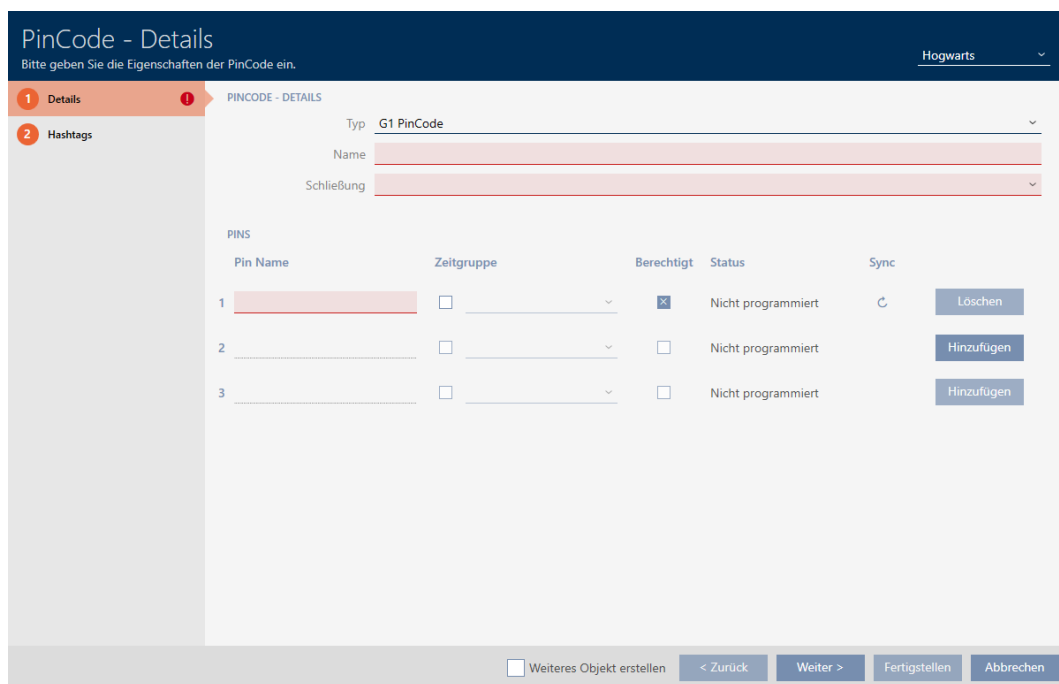 PinCode - Details
Bitte geben Sie die Eigenschaften der PinCode ein.
Hogwarts
1 Details !
2 Hashtags
PINCODE - DETAILS
Typ G1 PinCode
Name
Schließung
PINS
Pin Name Zeitgruppe Berechtigt Status Sync
1 Nicht programmiert Löschen
2 Nicht programmiert Hinzufügen
3 Nicht programmiert Hinzufügen
Weiteres Objekt erstellen < Zurück Weiter > Fertigstellen Abbrechen